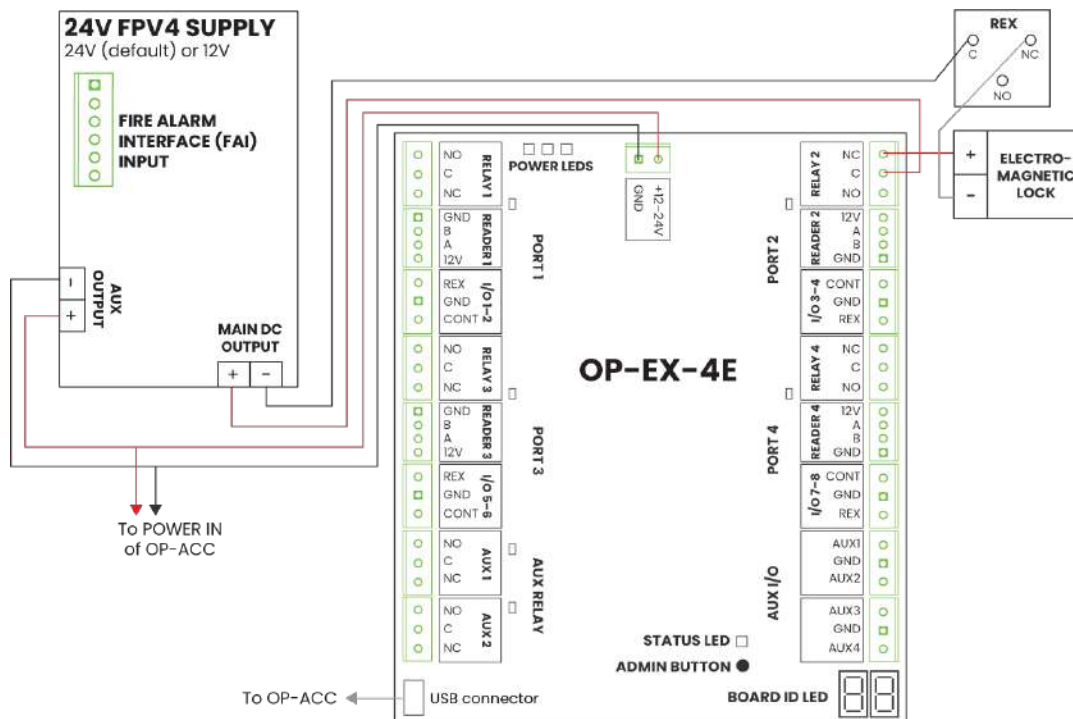 24V FPV4 SUPPLY
24V (default) or 12V
FIRE ALARM
INTERFACE (FAI)
INPUT
-
+
AUX
OUTPUT
MAIN DC
OUTPUT
+
-
To POWER IN
of OP-ACC
REX
C
NC
NO
+
-
ELECTRO-
MAGNETIC
LOCK
POWER LEDS
GND
+12-24V
NO
C
NC
RELAY 1
GND
B
A
12V
READER 1
REX
GND
CONT
I/O 1-2
PORT 1
NO
C
NC
RELAY 3
GND
B
A
12V
READER 3
REX
GND
CONT
I/O 5-6
PORT 3
NO
C
NC
AUX 1
NO
C
NC
AUX 2
AUX RELAY
OP-EX-4E
RELAY 2
NC
C
NO
READER 2
12V
A
B
GND
I/O 3-4
CONT
GND
REX
PORT 2
RELAY 4
NC
C
NO
READER 4
12V
A
B
GND
I/O 7-8
CONT
GND
REX
PORT 4
AUX1
GND
AUX2
AUX3
GND
AUX4
AUX I/O
STATUS LED
ADMIN BUTTON
BOARD ID LED
88
To OP-ACC
USB connector